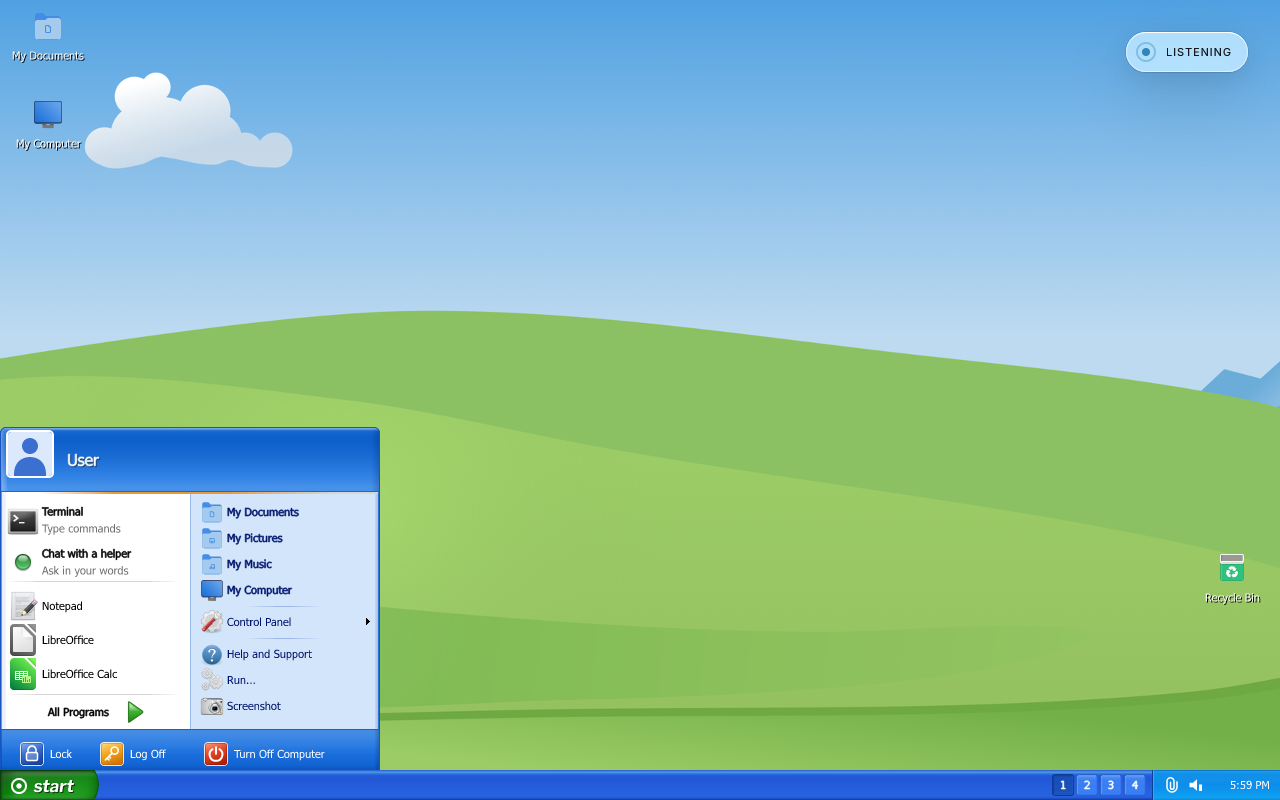 My Documents
My Computer
LISTENING
User
Terminal
Type commands
Chat with a helper
Ask in your words
Notepad
LibreOffice
LibreOffice Calc
All Programs
My Documents
My Pictures
My Music
My Computer
Control Panel
Help and Support
Run...
Screenshot
Lock
Log Off
Turn Off Computer
Recycle Bin
start
1 2 3 4
5:59 PM